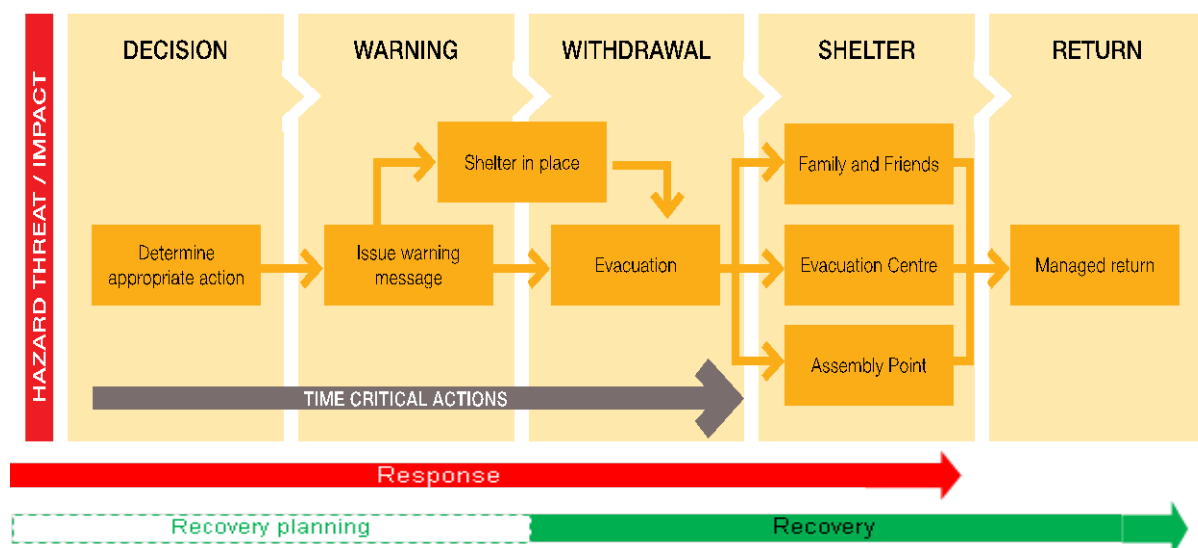 HAZARD THREAT / IMPACT
DECISION
WARNING
WITHDRAWAL
SHELTER
RETURN
Shelter in place
Family and Friends
Determine
appropriate action
Issue warning
message
Evacuation
Evacuation Centre
Managed return
Assembly Point
TIME CRITICAL ACTIONS
Response
Recovery planning
Recovery